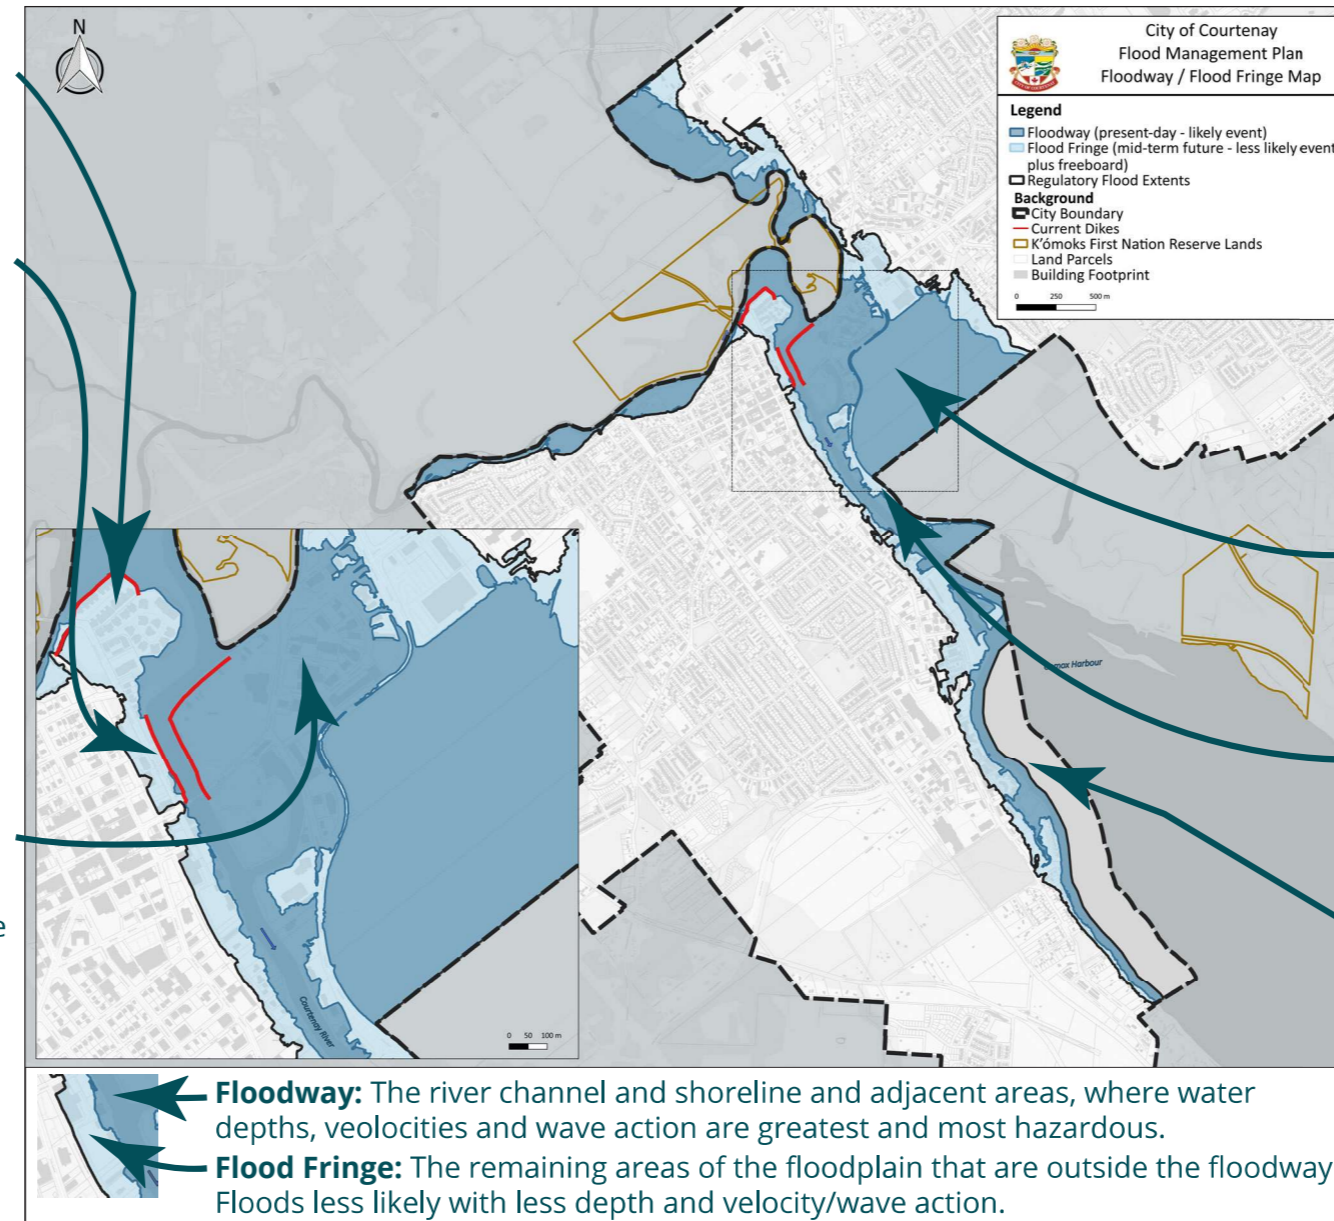 N
City of Courtenay
Flood Management Plan
Floodway / Flood Fringe Map
Legend
Floodway (present-day - likely event)
Flood Fringe (mid-term future - less likely event
plus freeboard)
Regulatory Flood Extents
Background
City Boundary
Current Dikes
K'ómoks First Nation Reserve Lands
Land Parcels
Building Footprint
0 250 500 m
Harbour
Courtenay River
0 50 100 m
e
Floodway: The river channel and shoreline and adjacent areas, where water
depths, veolocities and wave action are greatest and most hazardous.
Flood Fringe: The remaining areas of the floodplain that are outside the floodway
Floods less likely with less depth and velocity/wave action.